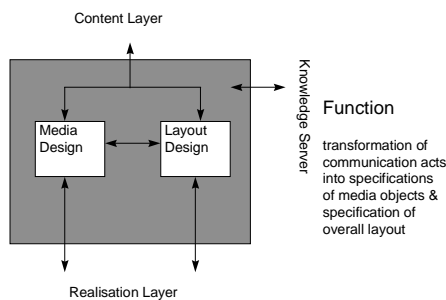 Content Layer
Media
Design
Layout
Design
Knowledge Server
Function
transformation of
communication acts
into specifications
of media objects &
specification of
overall layout
Realisation Layer